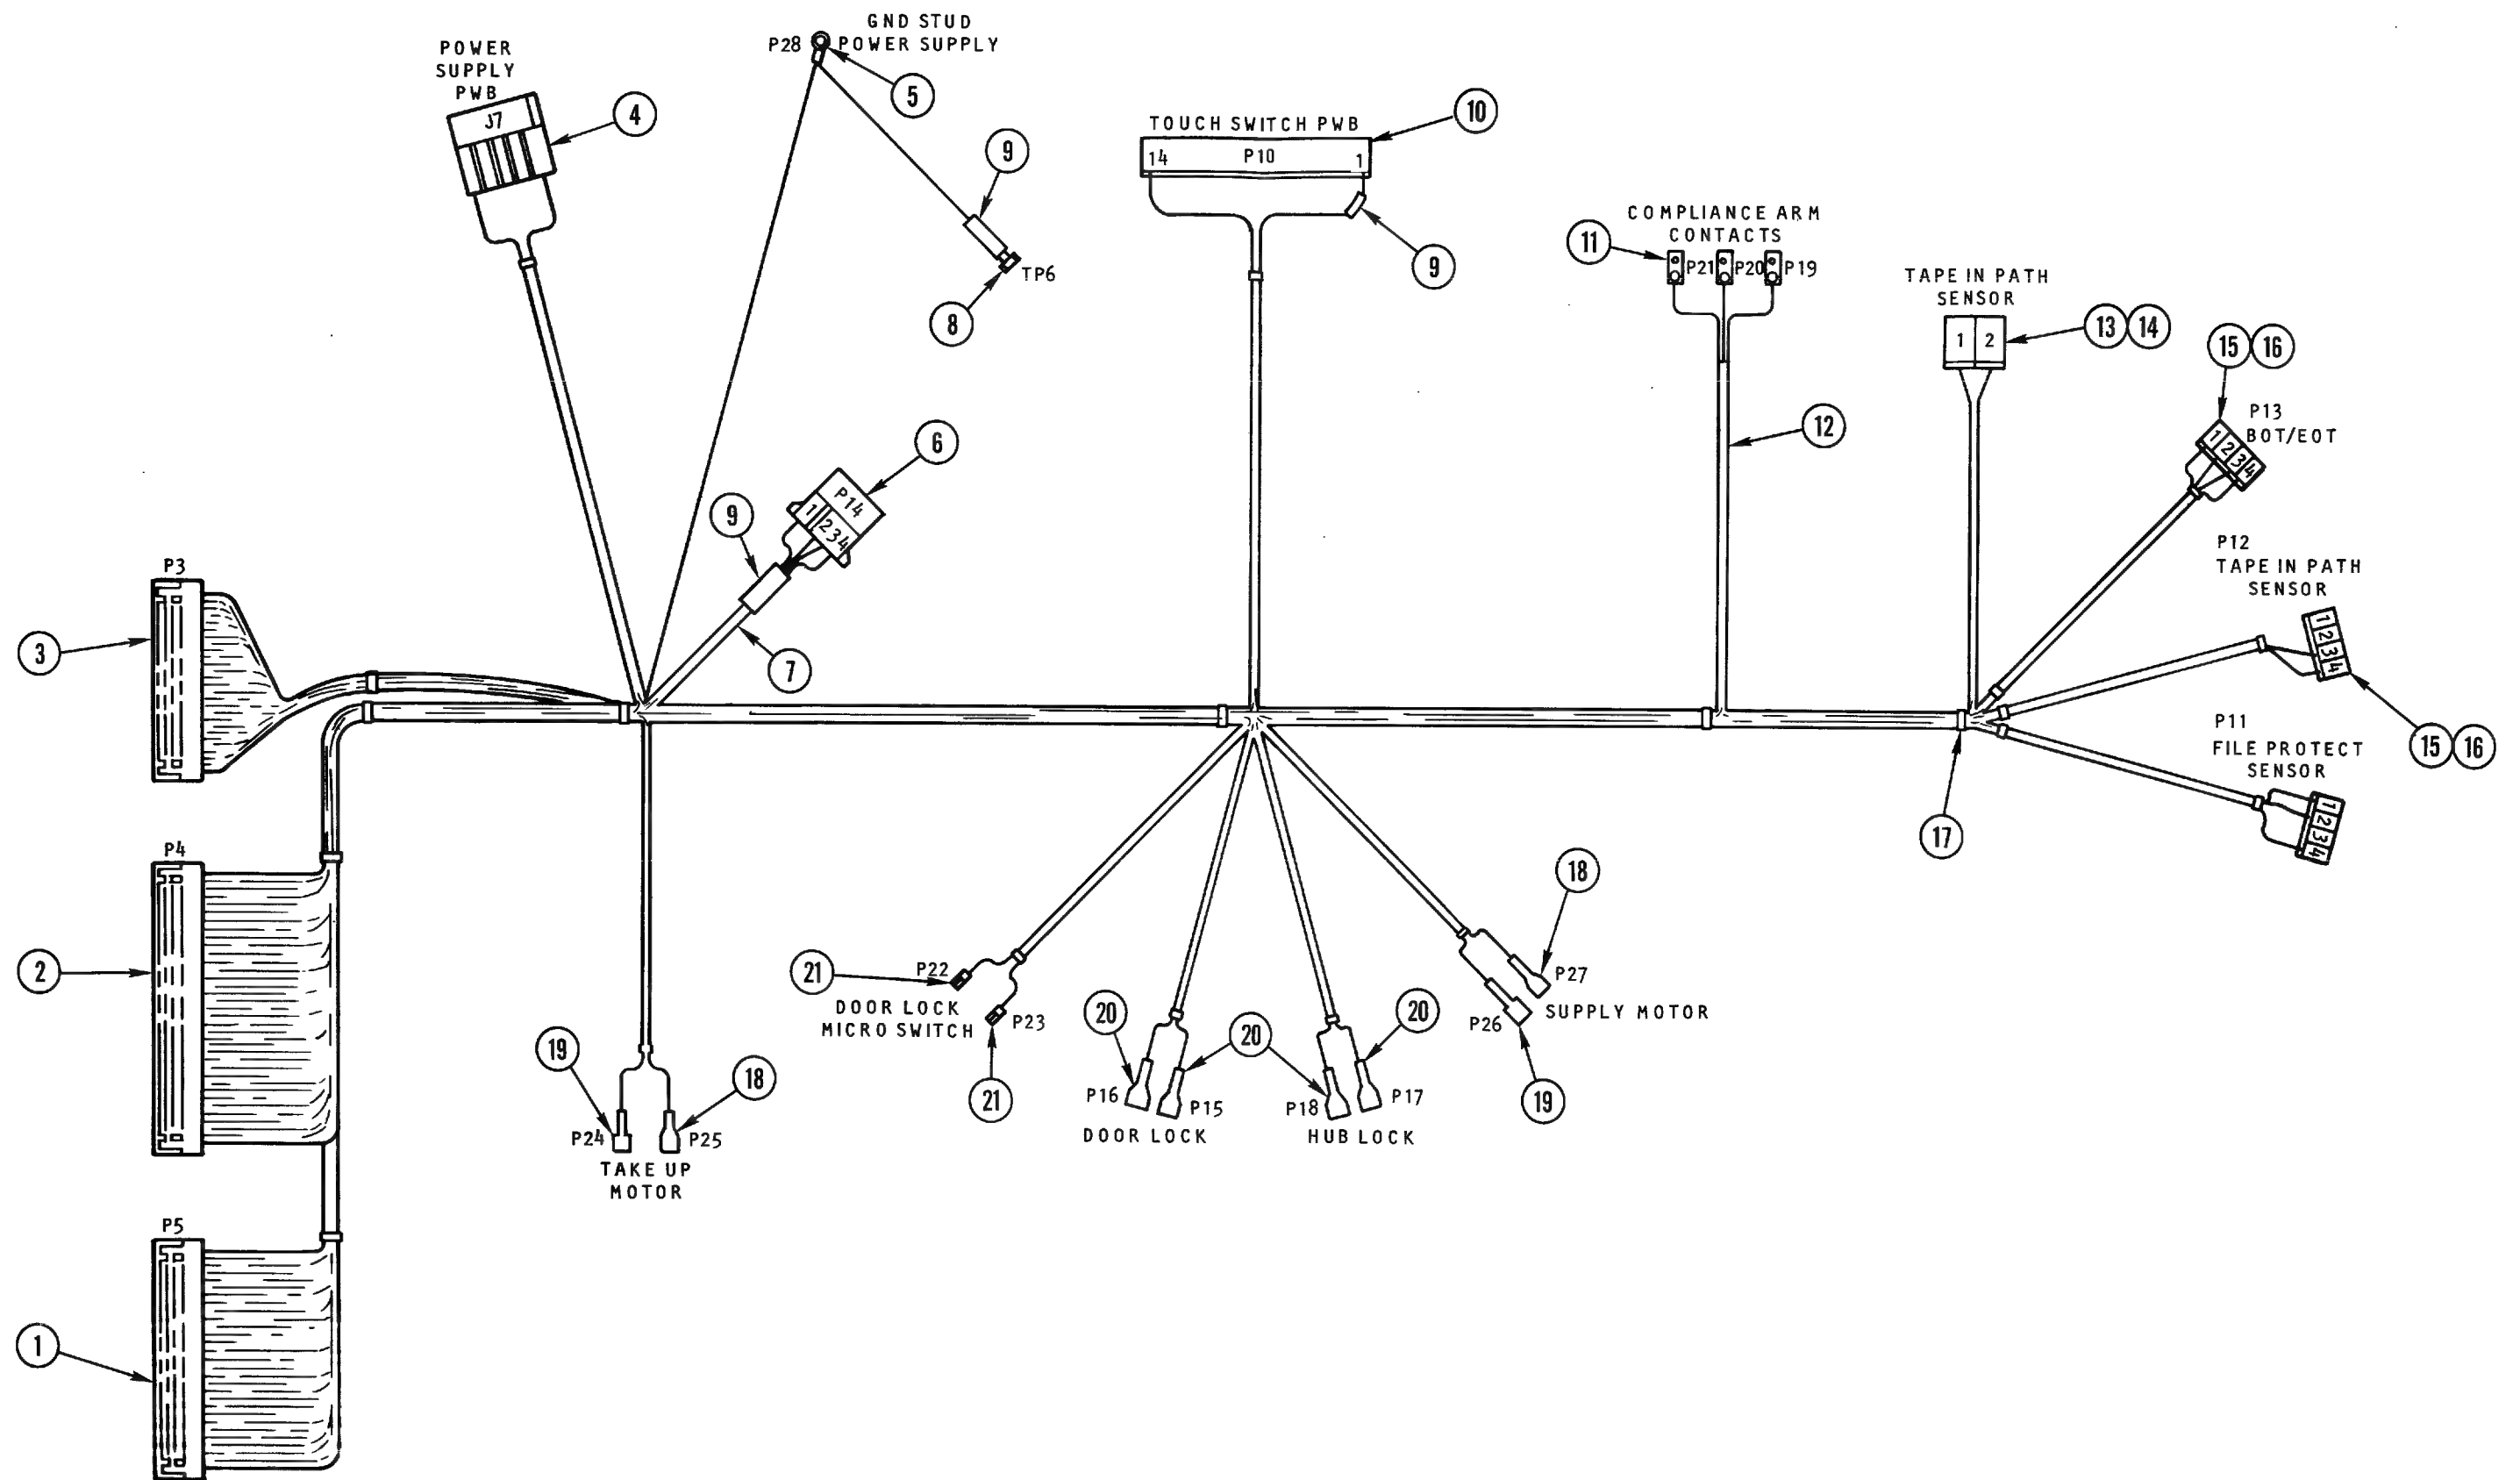 POWER
SUPPLY
PWB
J7
4
P28
GND STUD
POWER SUPPLY
5
9
TP6
8
TOUCH SWITCH PWB
14 P10 1
10
9
COMPLIANCE ARM
CONTACTS
11
P21 P20 P19
12
TAPE IN PATH
SENSOR
1 2
13 14
15 16
P13
BOT/EOT
1 2 3 4
P12
TAPE IN PATH
SENSOR
1 2 3 4
15 16
P11
FILE PROTECT
SENSOR
1 2 3 4
17
6
P14
1 2 3 4
9
7
P3
3
P4
2
P5
1
19
18
P24 P25
TAKE UP
MOTOR
21
P22
DOOR LOCK
MICRO SWITCH
P23
21
20
20
P16 P15
DOOR LOCK
20
P18 P17
HUB LOCK
18
P27
P26
SUPPLY MOTOR
19